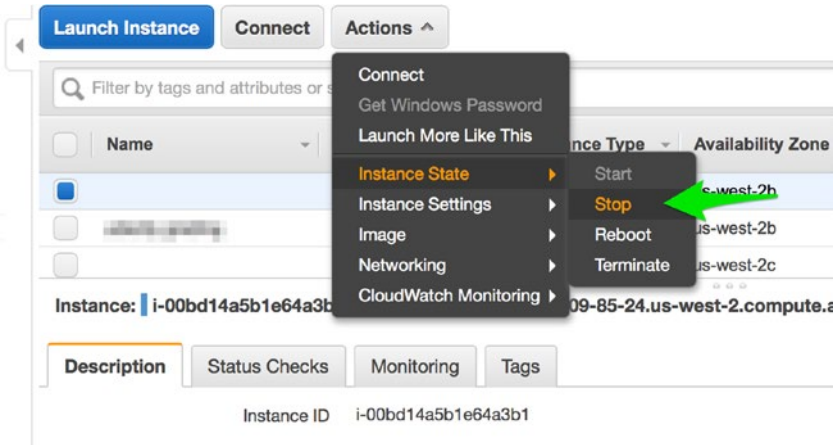 Launch Instance Connect Actions
Filter by tags and attributes or
Connect
Get Windows Password
Launch More Like This
Name nce Type Availability Zone
Instance State Start
us-west-2b
Instance Settings Stop
Image Reboot us-west-2b
Networking Terminate us-west-2c
CloudWatch Monitoring
Instance: i-00bd14a5b1e64a3b 09-85-24.us-west-2.compute.a
Description Status Checks Monitoring Tags
Instance ID i-00bd14a5b1e64a3b1